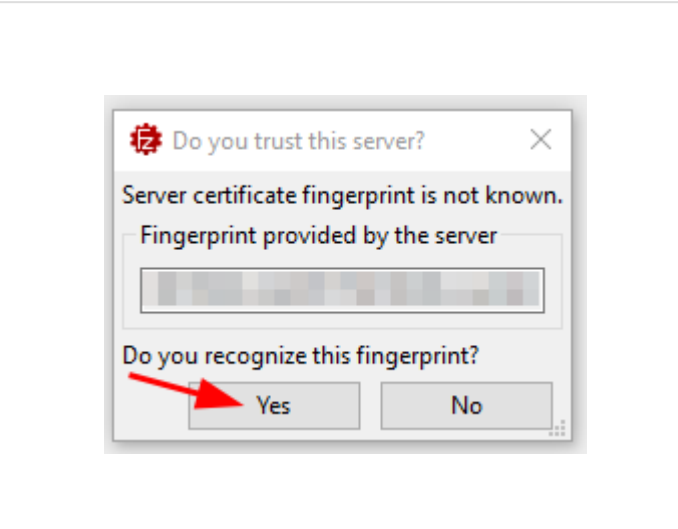 Do you trust this server?
Server certificate fingerprint is not known.
Fingerprint provided by the server
Do you recognize this fingerprint?
Yes No